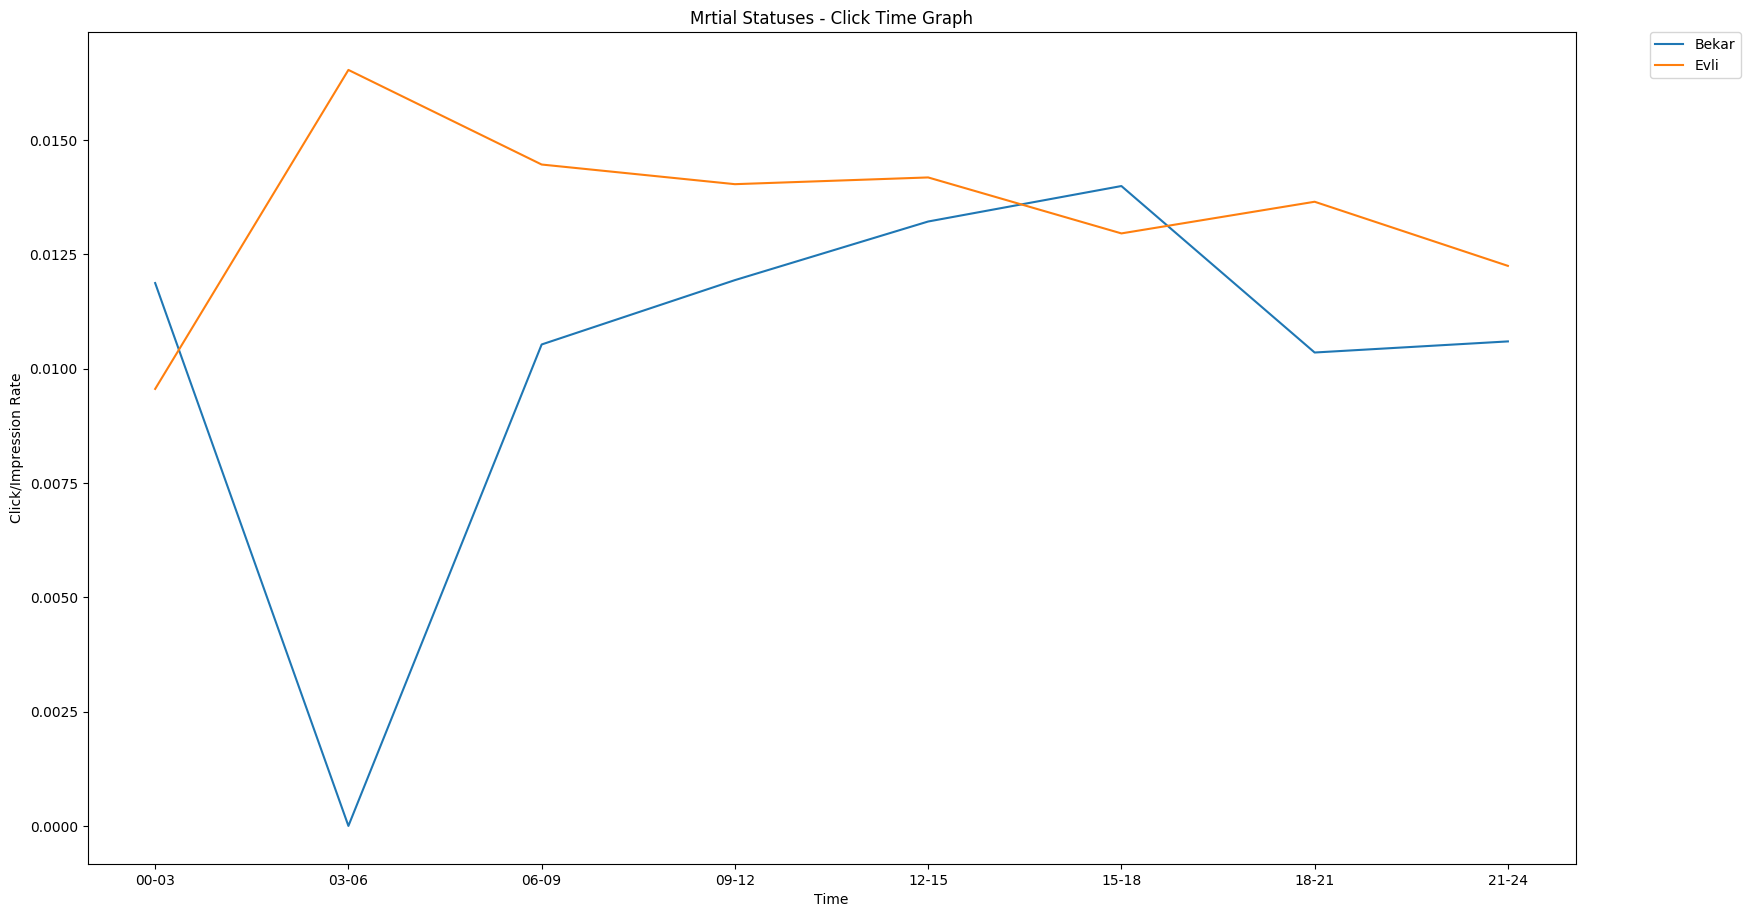 Mrtial Statuses - Click Time Graph
Bekar
Evli
Click/Impression Rate
0.0150
0.0125
0.0100
0.0075
0.0050
0.0025
0.0000
00-03 03-06 06-09 09-12 12-15 15-18 18-21 21-24
Time